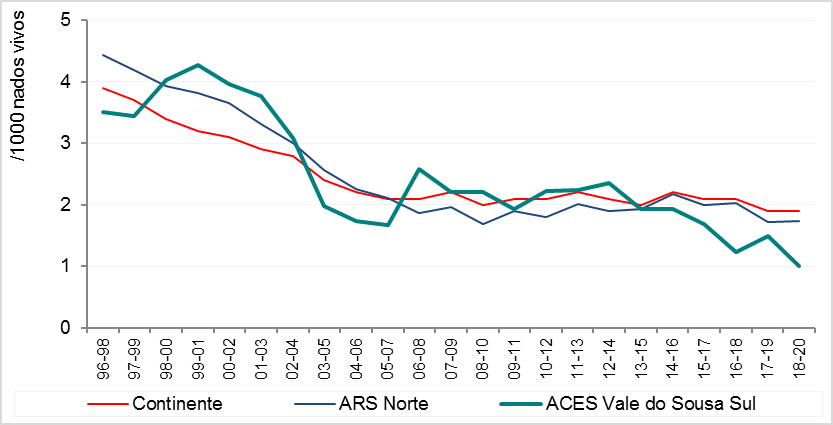 /1000 nados vivos
5
4
3
2
1
0
96-98 97-99 98-00 99-01 00-02 01-03 02-04 03-05 04-06 05-07 06-08 07-09 08-10 09-11 10-12 11-13 12-14 13-15 14-16 15-17 16-18 17-19 18-20
Continente ARS Norte ACES Vale do Sousa Sul